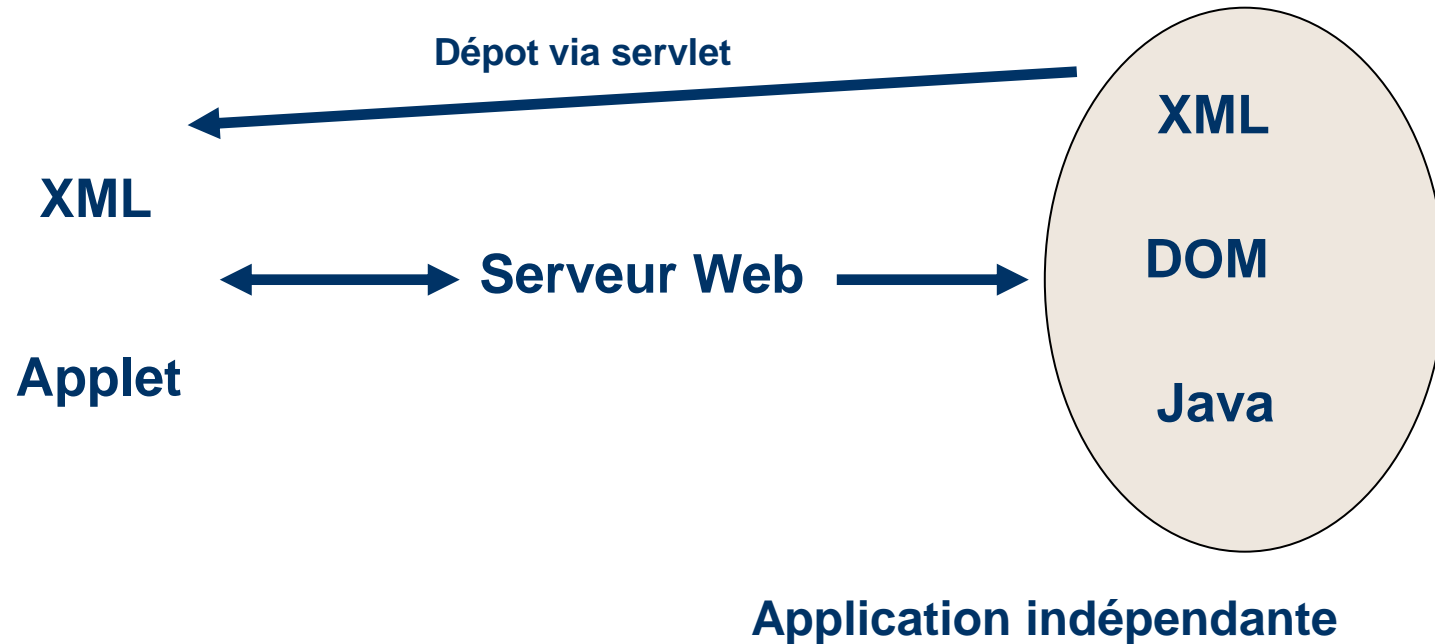 Dépot via servlet
XML
XML
DOM
Serveur Web
Applet
Java
Application indépendante